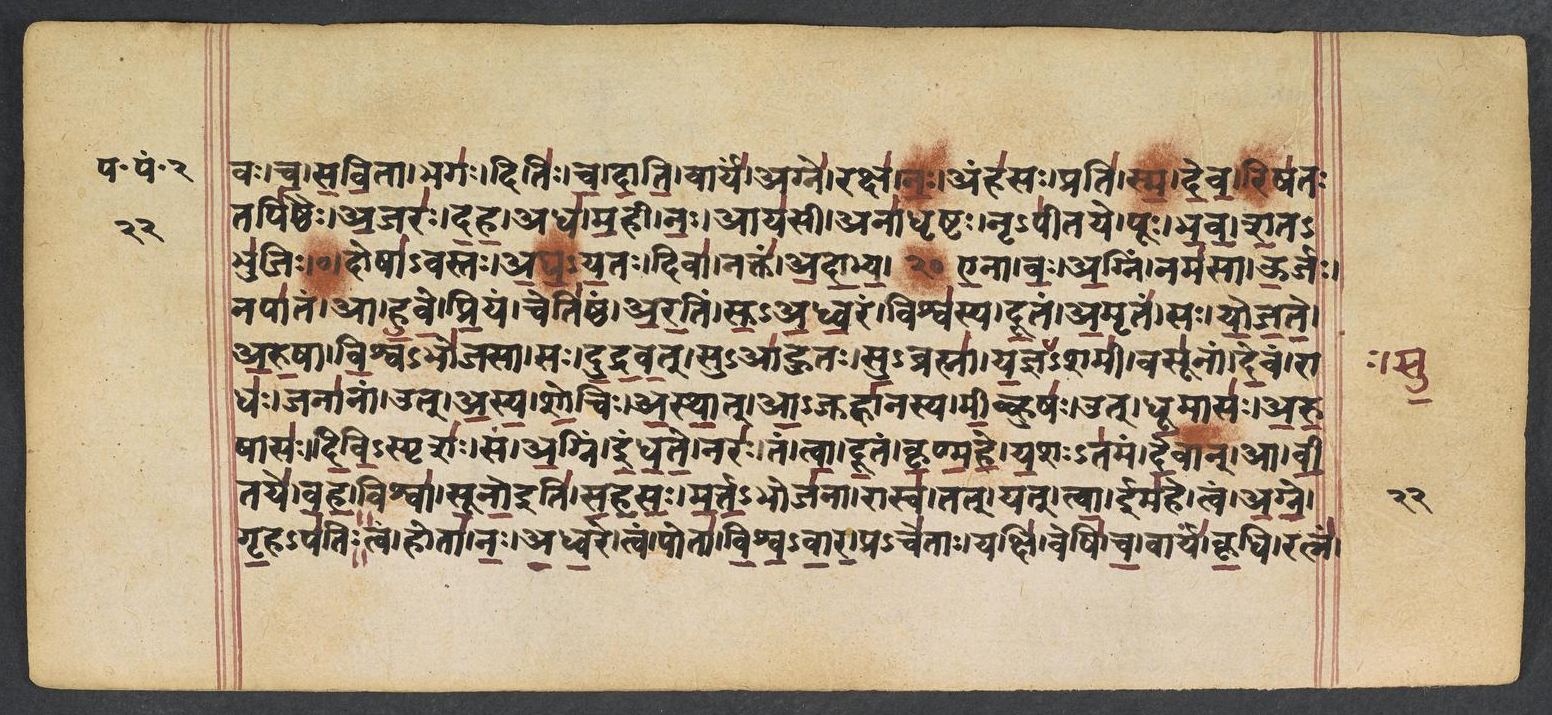 प॰ पं॰ २
२२
वः।च।सविता।भगः।दितिः।च।दाति।वार्यं।अग्ने।रक्ष।नः।अंहसः।प्रति।स्म।देव।रिषतः
तपिष्ठैः।अजरः।दह।अध।मही।नः।आयसी।अनाधृष्टः।नृऽपीतये।पूः।भव।शतऽ
भुजिः।०।दोषाऽवस्तः।अघऽयतः।दिवा।नक्तं।अदाभ्य। २० एना।वः।अग्निं।नमसा।ऊर्जः।
नपातं।आ।हुवे।प्रियं।चेतिष्ठं।अरतिं।सुऽअध्वरं।विश्वस्य।दूतं।अमृतं।सः।योजते।
अरुषा।विश्वऽभोजसा।सः।दुद्रवत्।सुऽआहुतः।सुऽब्रह्मा।यज्ञःऽशमी।वसूनां।देवं।रा
ः।सु
धः।जनानां।उत्।अस्य।शोचिः।अस्थात्।आऽजुह्वानस्य।मीळ्हुषः।उत्।धूमासः।अरु
षासः।दिविऽस्पृशः।सं।अग्निं।इंधते।नरः।तं।त्वा।दूतं।कृण्महे।यशःऽतमं।देवान्।आ।वी
तये।वह।विश्वा।सूनोइति।सहसः।मर्तऽभोजना।रास्व।तत्।यत्।त्वा।ईमहे।त्वं।अग्ने।
२२
गृहऽपतिः।त्वं।होता।नः।अध्वरे।त्वं।पोता।विश्वऽवार।प्रऽचेताः।यक्षि।वेषि।च।वार्यं।कृधि।रत्नं।